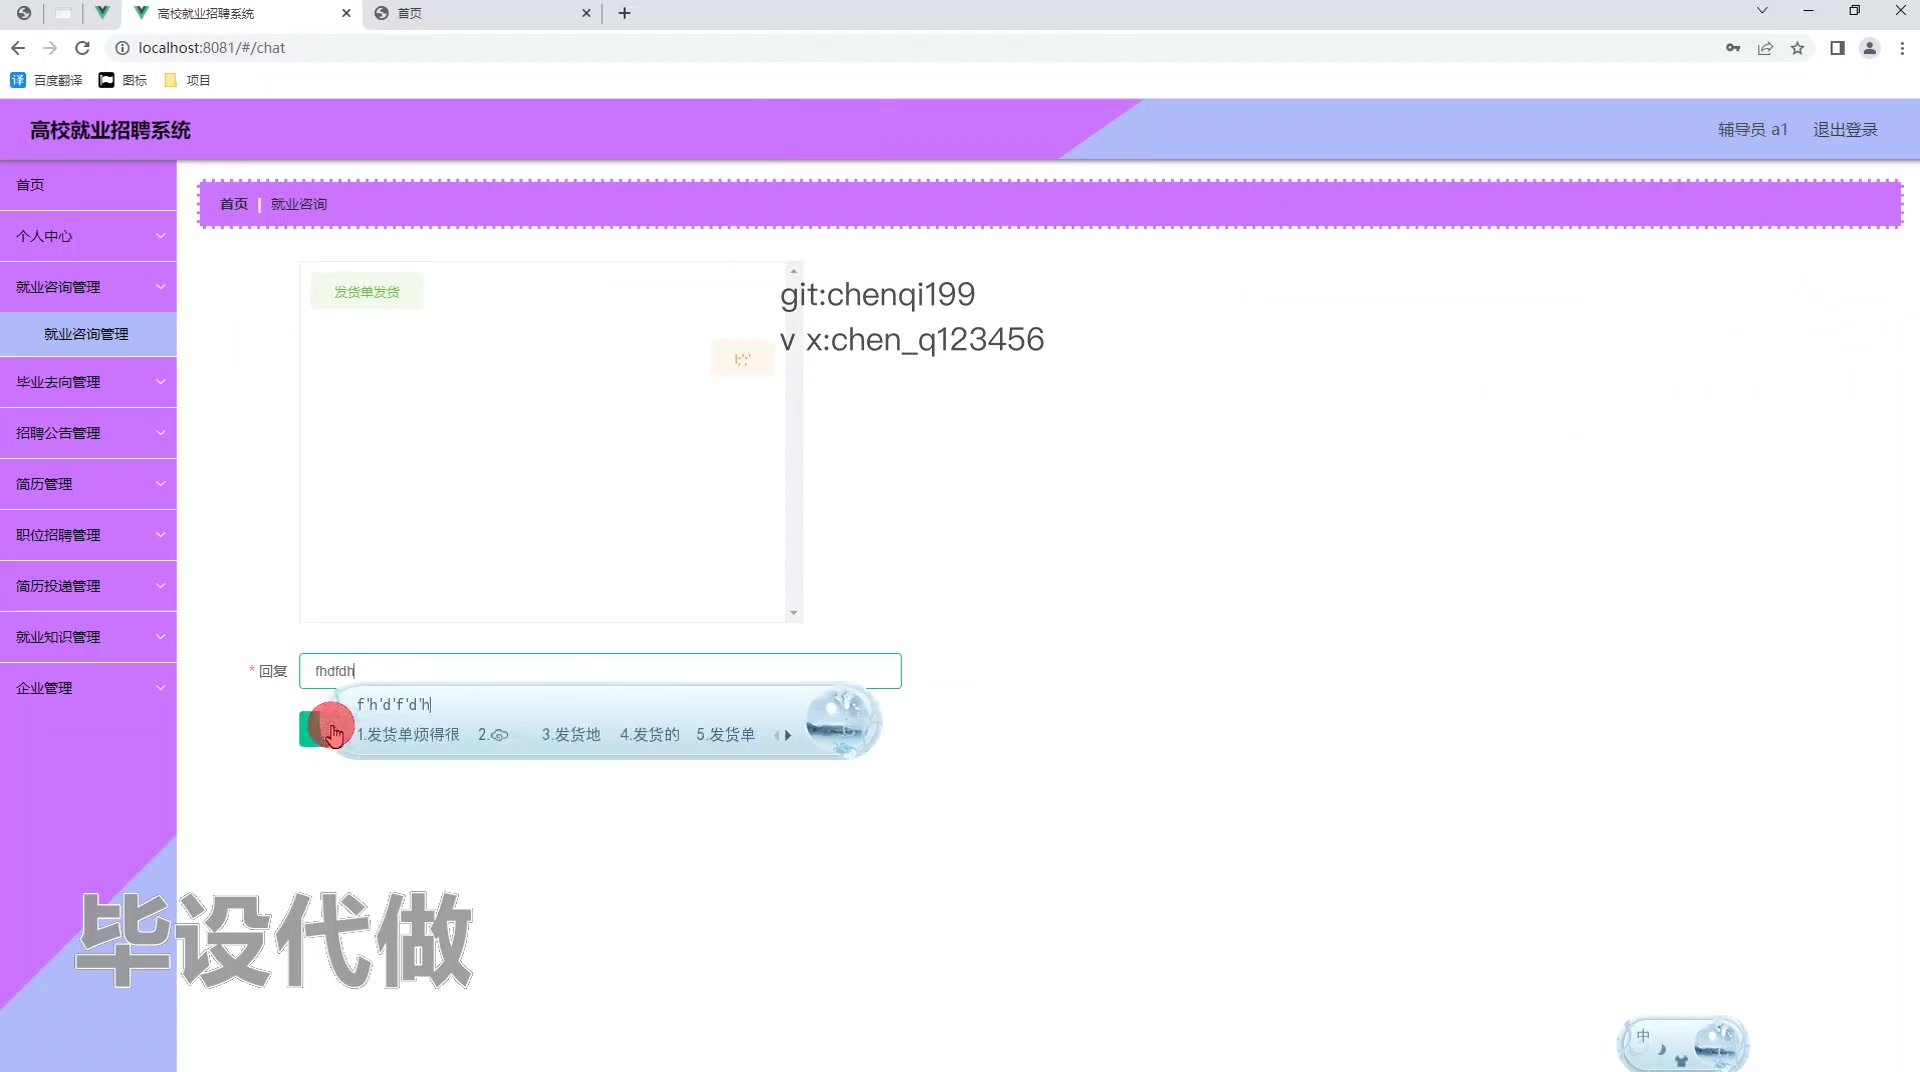 高校就业招聘系统
首页
localhost:8081/#/chat
百度翻译
图标
项目
高校就业招聘系统
辅导员 a1
退出登录
首页
个人中心
就业咨询管理
就业咨询管理
毕业去向管理
招聘公告管理
简历管理
职位招聘管理
简历投递管理
就业知识管理
企业管理
首页 | 就业咨询
发货单发货
git:chenqi199
v x:chen_q123456
* 回复
fhdfdh
f'h'd'f'd'h
1.发货单烦得很 2. 3.发货地 4.发货的 5.发货单
毕设代做
中